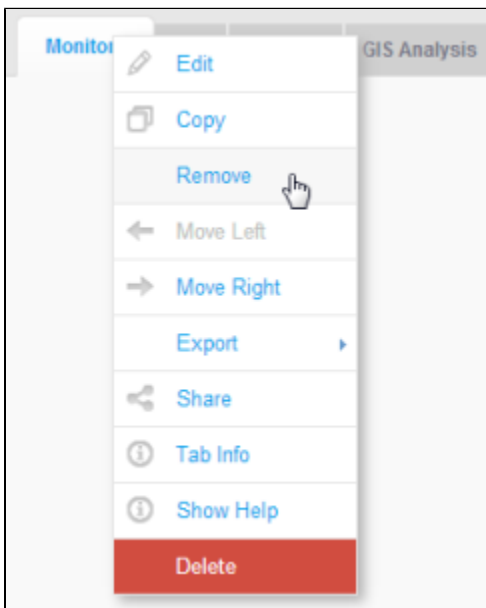 Monitor
GIS Analysis
Edit
Copy
Remove
Move Left
Move Right
Export
Share
Tab Info
Show Help
Delete